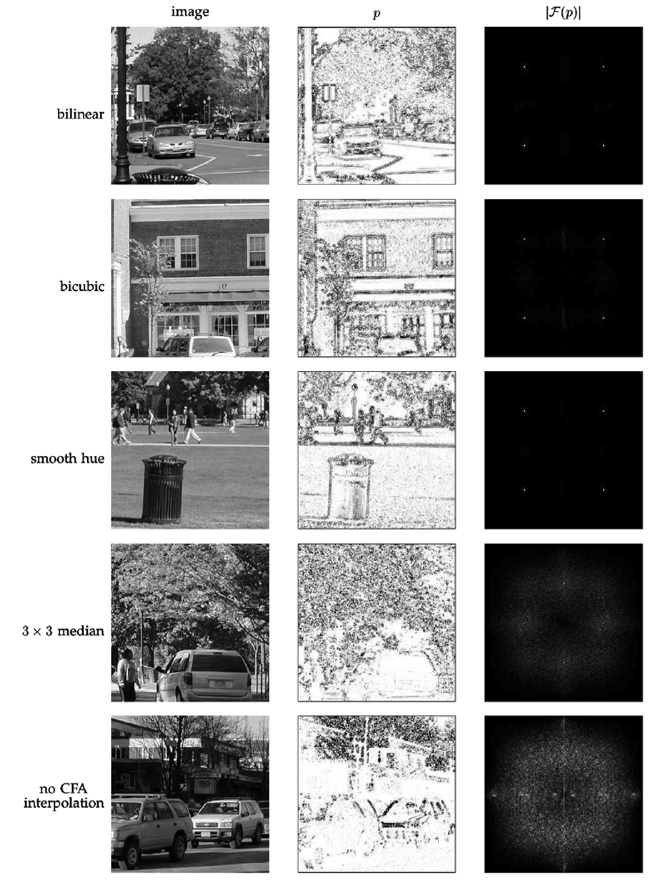 image p |F(p)|
bilinear
bicubic
smooth hue
3 × 3 median
no CFA
interpolation